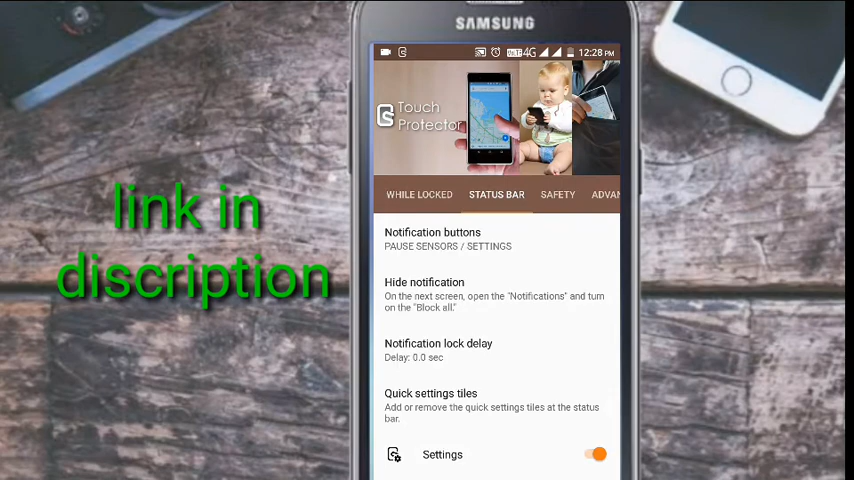 link in
discription
SAMSUNG
4G 12:28 PM
Touch
Protector
WHILE LOCKED STATUS BAR SAFETY ADVAN
Notification buttons
PAUSE SENSORS / SETTINGS
Hide notification
On the next screen, open the "Notifications" and turn
on the "Block all."
Notification lock delay
Delay: 0.0 sec
Quick settings tiles
Add or remove the quick settings tiles at the status
bar.
Settings